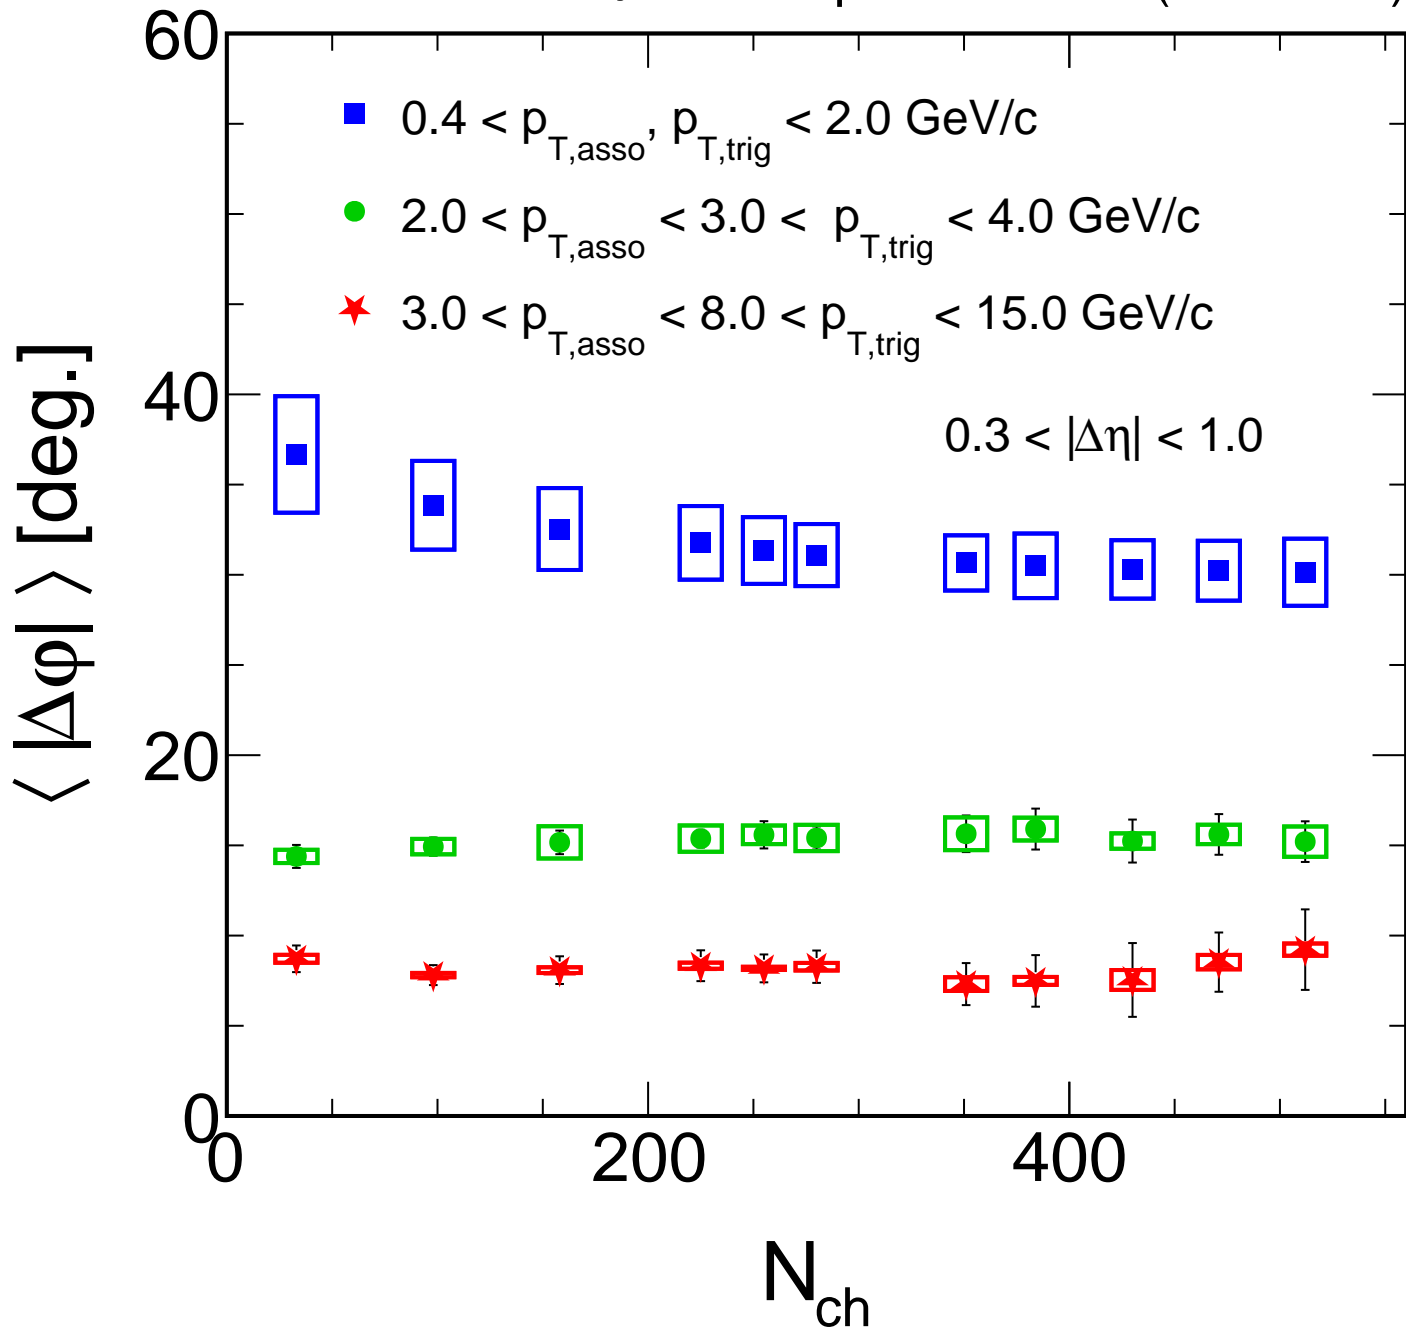 60
0.4 < p_T,asso, p_T,trig < 2.0 GeV/c
2.0 < p_T,asso < 3.0 < p_T,trig < 4.0 GeV/c
3.0 < p_T,asso < 8.0 < p_T,trig < 15.0 GeV/c
40
0.3 < |Δη| < 1.0
⟨ |Δφ| ⟩ [deg.]
20
0
0
200
400
N_ch